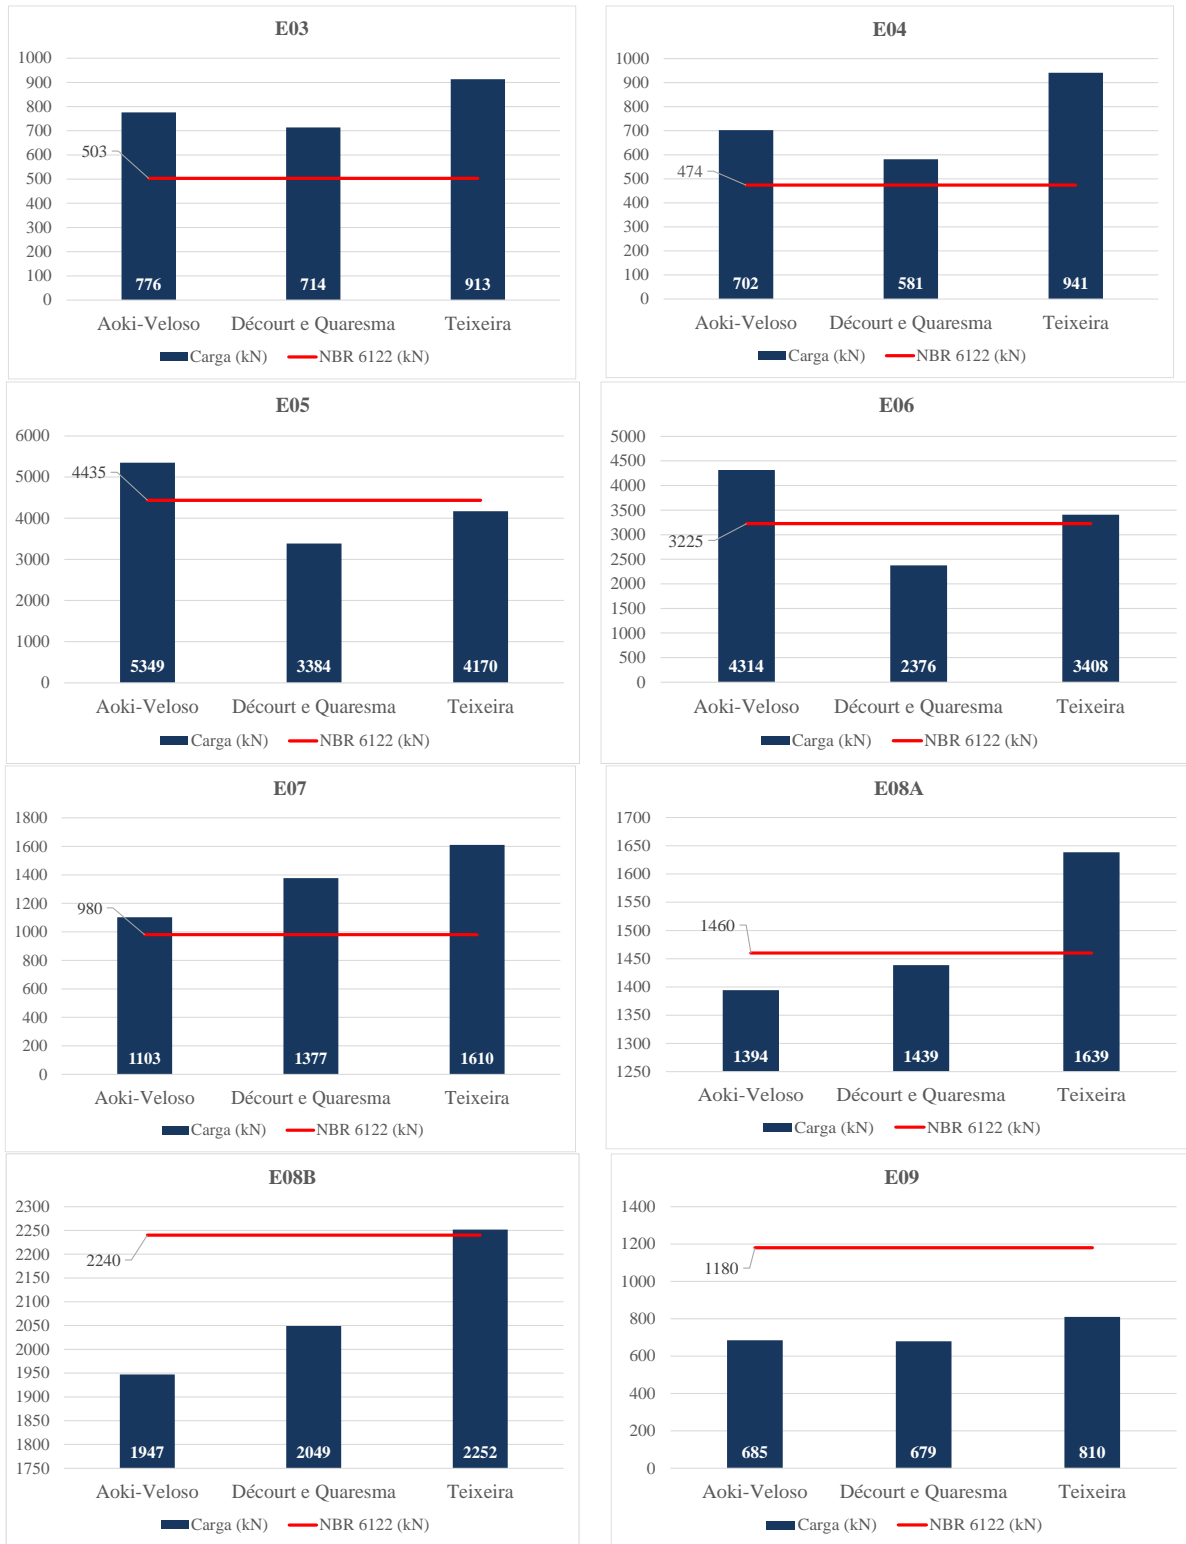 E03
1000
900
800
700
600
500
400
300
200
100
0
503
776
714
913
Aoki-Veloso
Décourt e Quaresma
Teixeira
Carga (kN)
NBR 6122 (kN)
E04
1000
900
800
700
600
500
400
300
200
100
0
474
702
581
941
Aoki-Veloso
Décourt e Quaresma
Teixeira
Carga (kN)
NBR 6122 (kN)
E05
6000
5000
4000
3000
2000
1000
0
4435
5349
3384
4170
Aoki-Veloso
Décourt e Quaresma
Teixeira
Carga (kN)
NBR 6122 (kN)
E06
5000
4500
4000
3500
3000
2500
2000
1500
1000
500
0
3225
4314
2376
3408
Aoki-Veloso
Décourt e Quaresma
Teixeira
Carga (kN)
NBR 6122 (kN)
E07
1800
1600
1400
1200
1000
800
600
400
200
0
980
1103
1377
1610
Aoki-Veloso
Décourt e Quaresma
Teixeira
Carga (kN)
NBR 6122 (kN)
E08A
1700
1650
1600
1550
1500
1450
1400
1350
1300
1250
1460
1394
1439
1639
Aoki-Veloso
Décourt e Quaresma
Teixeira
Carga (kN)
NBR 6122 (kN)
E08B
2300
2250
2200
2150
2100
2050
2000
1950
1900
1850
1800
1750
2240
1947
2049
2252
Aoki-Veloso
Décourt e Quaresma
Teixeira
Carga (kN)
NBR 6122 (kN)
E09
1400
1200
1000
800
600
400
200
0
1180
685
679
810
Aoki-Veloso
Décourt e Quaresma
Teixeira
Carga (kN)
NBR 6122 (kN)